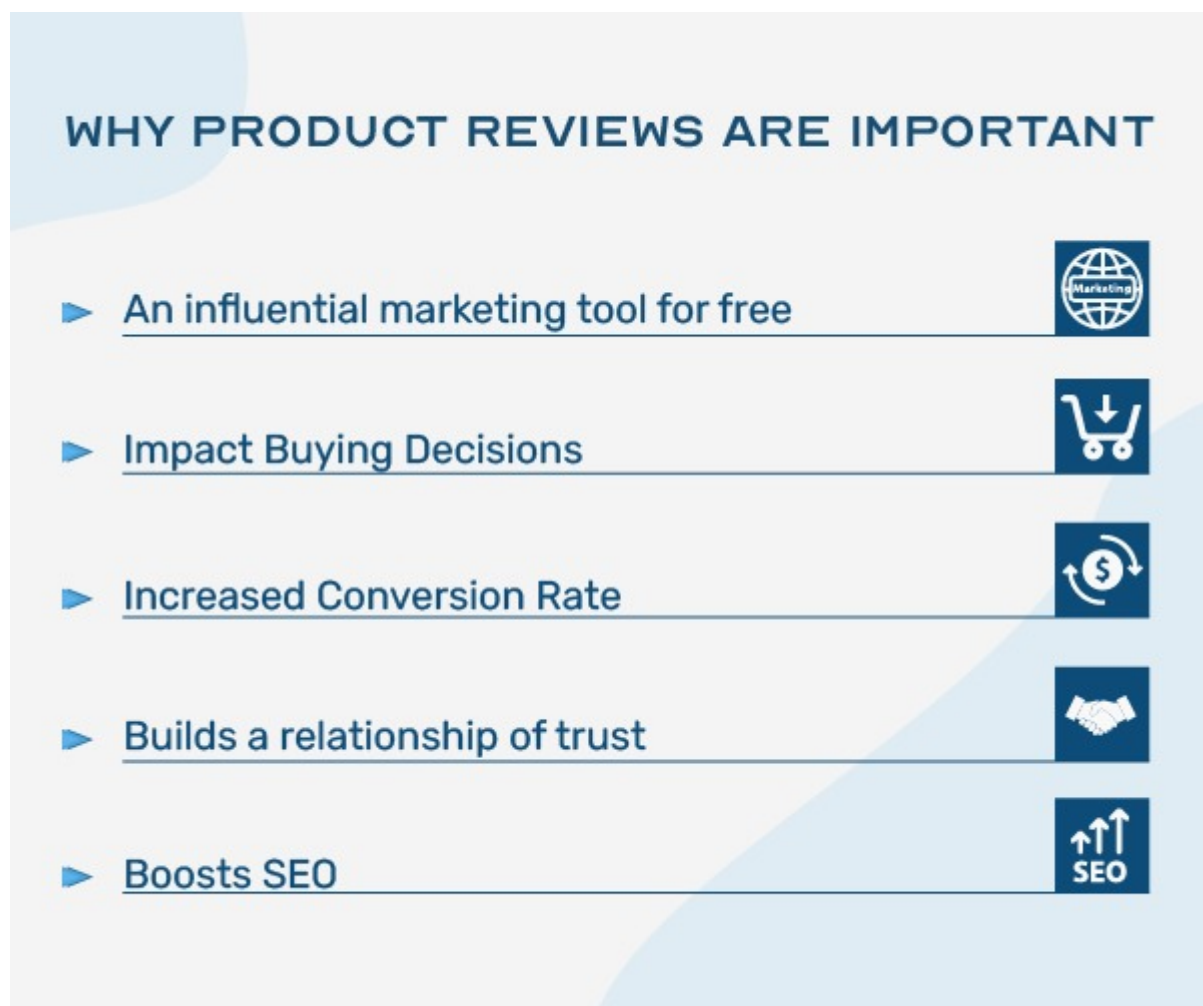 WHY PRODUCT REVIEWS ARE IMPORTANT
Marketing
An influential marketing tool for free
Impact Buying Decisions
Increased Conversion Rate
$
Builds a relationship of trust
Boosts SEO
SEO